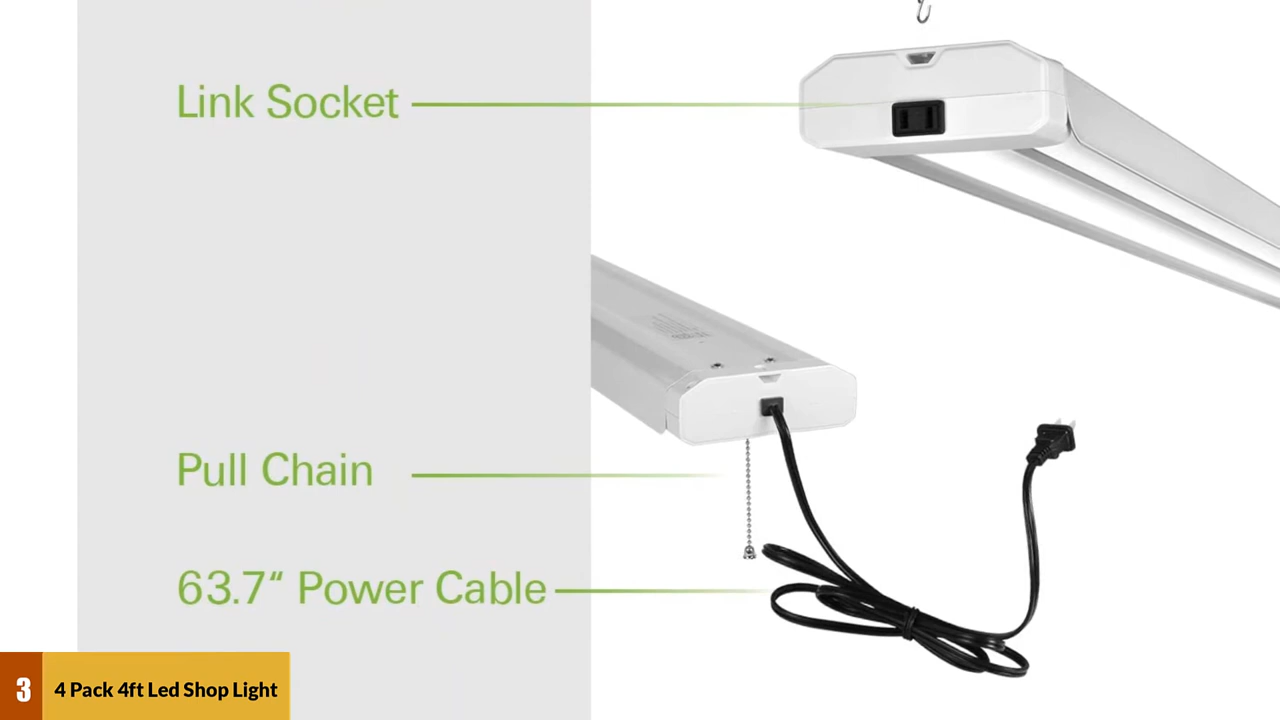 Link Socket
Pull Chain
63.7“ Power Cable
3
4 Pack 4ft Led Shop Light